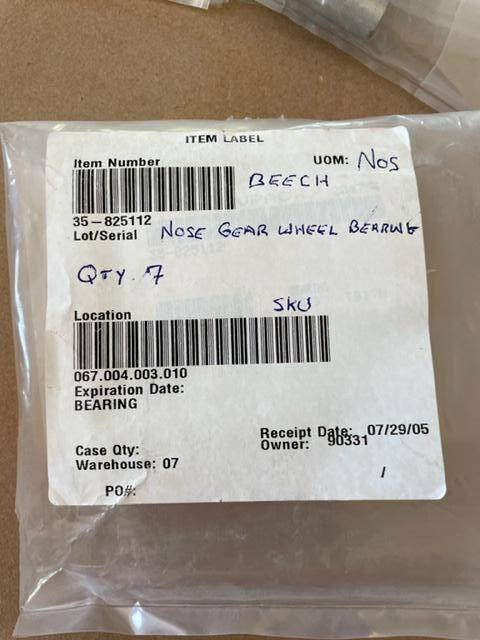 ITEM LABEL
Item Number UOM: NOS
BEECH
35-825112
Lot/Serial NOSE GEAR WHEEL BEARING
QTY. 7
Location SKU
067.004.003.010
Expiration Date:
BEARING
Receipt Date: 07/29/05
Case Qty: Owner: 90331
Warehouse: 07
/
PO#: